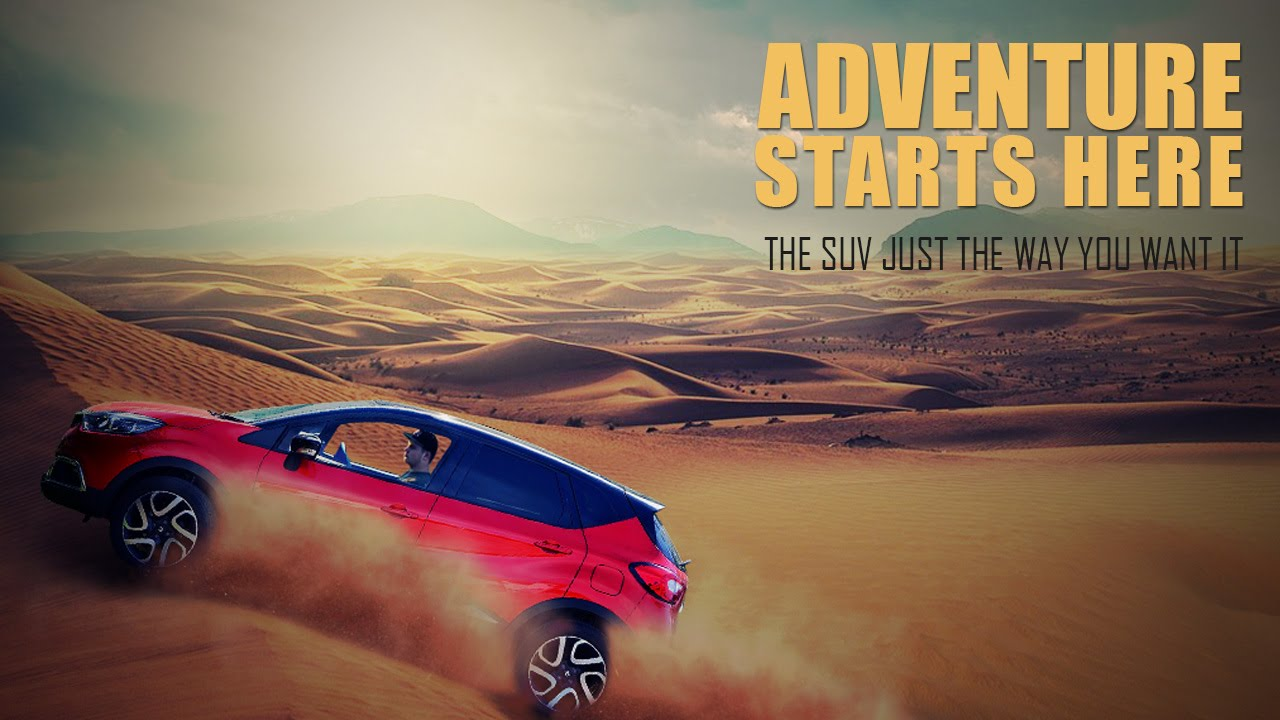 ADVENTURE
STARTS HERE
THE SUV JUST THE WAY YOU WANT IT